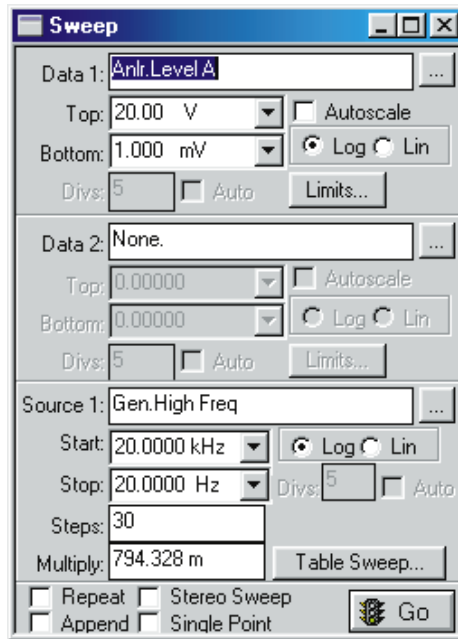 Sweep
Data 1: Anlr.Level A ...
Top: 20.00 V Autoscale
Bottom: 1.000 mV Log Lin
Divs: 5 Auto Limits...
Data 2: None. ...
Top: 0.00000 Autoscale
Bottom: 0.00000 Log Lin
Divs: 5 Auto Limits...
Source 1: Gen.High Freq ...
Start: 20.0000 kHz Log Lin
Stop: 20.0000 Hz Divs: 5 Auto
Steps: 30
Multiply: 794.328 m Table Sweep...
Repeat Stereo Sweep
Append Single Point Go